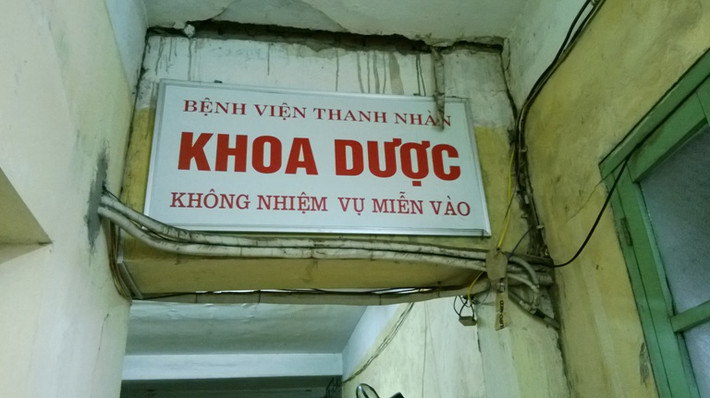 BỆNH VIỆN THANH NHÀN
KHOA DƯỢC
KHÔNG NHIỆM VỤ MIỄN VÀO